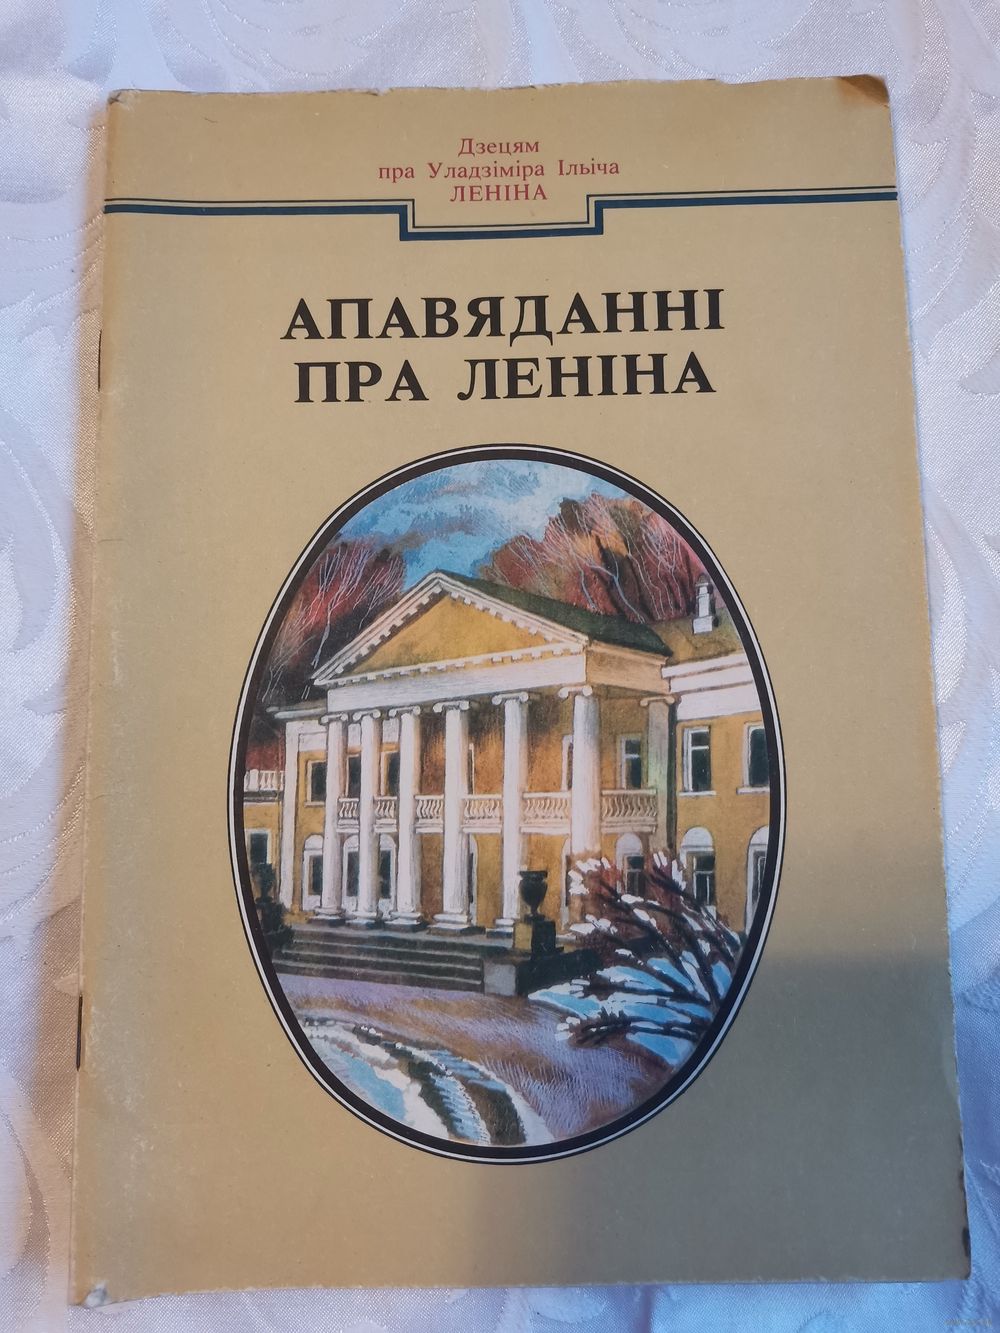 Дзецям
пра Уладзіміра Ільіча
ЛЕНІНА
АПАВЯДАННІ
ПРА ЛЕНІНА